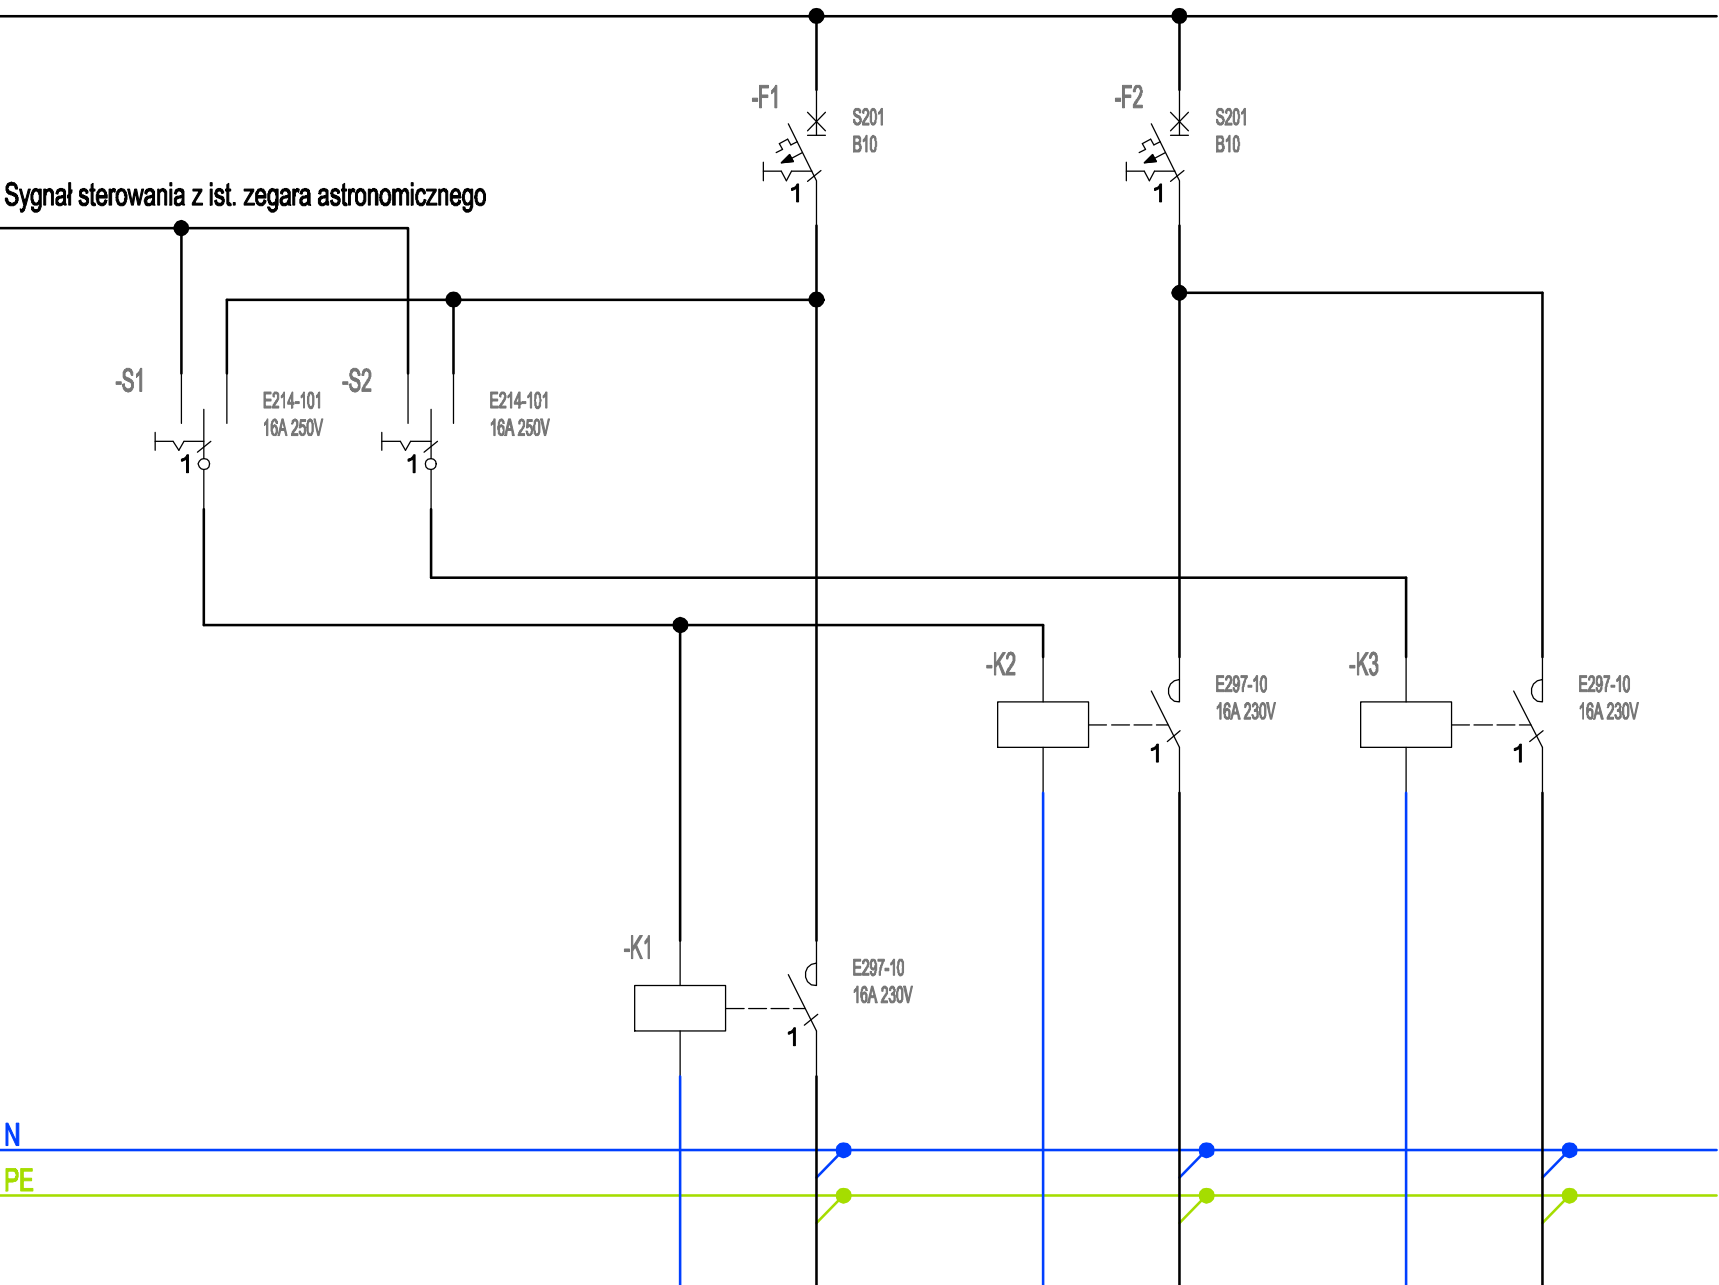 -F1
S201
B10
1
-F2
S201
B10
1
Sygnał sterowania z ist. zegara astronomicznego
-S1
E214-101
16A 250V
1
-S2
E214-101
16A 250V
1
-K2
E297-10
16A 230V
1
-K3
E297-10
16A 230V
1
-K1
E297-10
16A 230V
1
N
PE